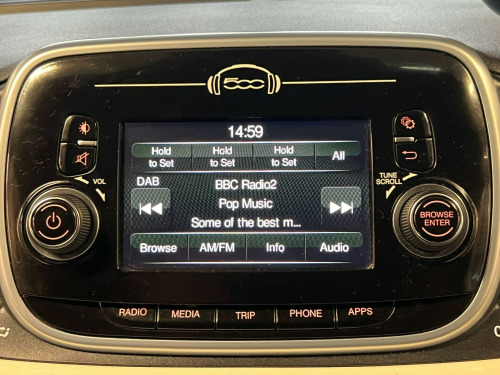 500
14:59
Hold to Set
Hold to Set
Hold to Set
All
DAB
BBC Radio2
Pop Music
Some of the best m...
Browse
AM/FM
Info
Audio
VOL
TUNE
SCROLL
BROWSE
ENTER
RADIO
MEDIA
TRIP
PHONE
APPS